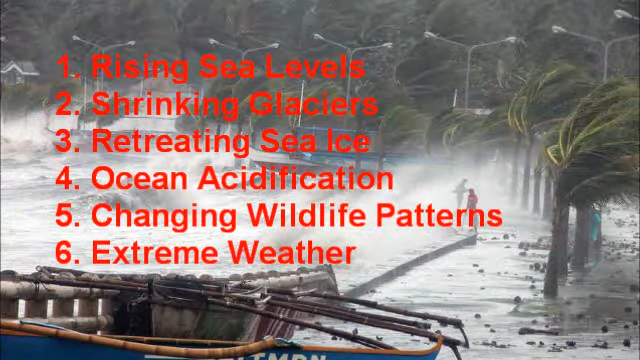 1. Rising Sea Levels
2. Shrinking Glaciers
3. Retreating Sea Ice
4. Ocean Acidification
5. Changing Wildlife Patterns
6. Extreme Weather